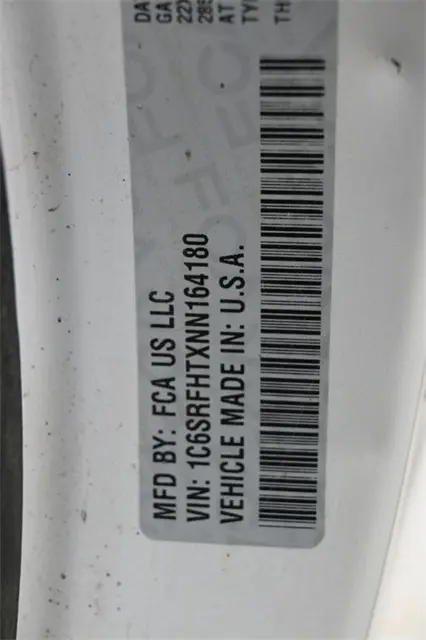 MFD BY: FCA US LLC
VIN: 1C6SRFHTXNN164180
VEHICLE MADE IN: U.S.A.